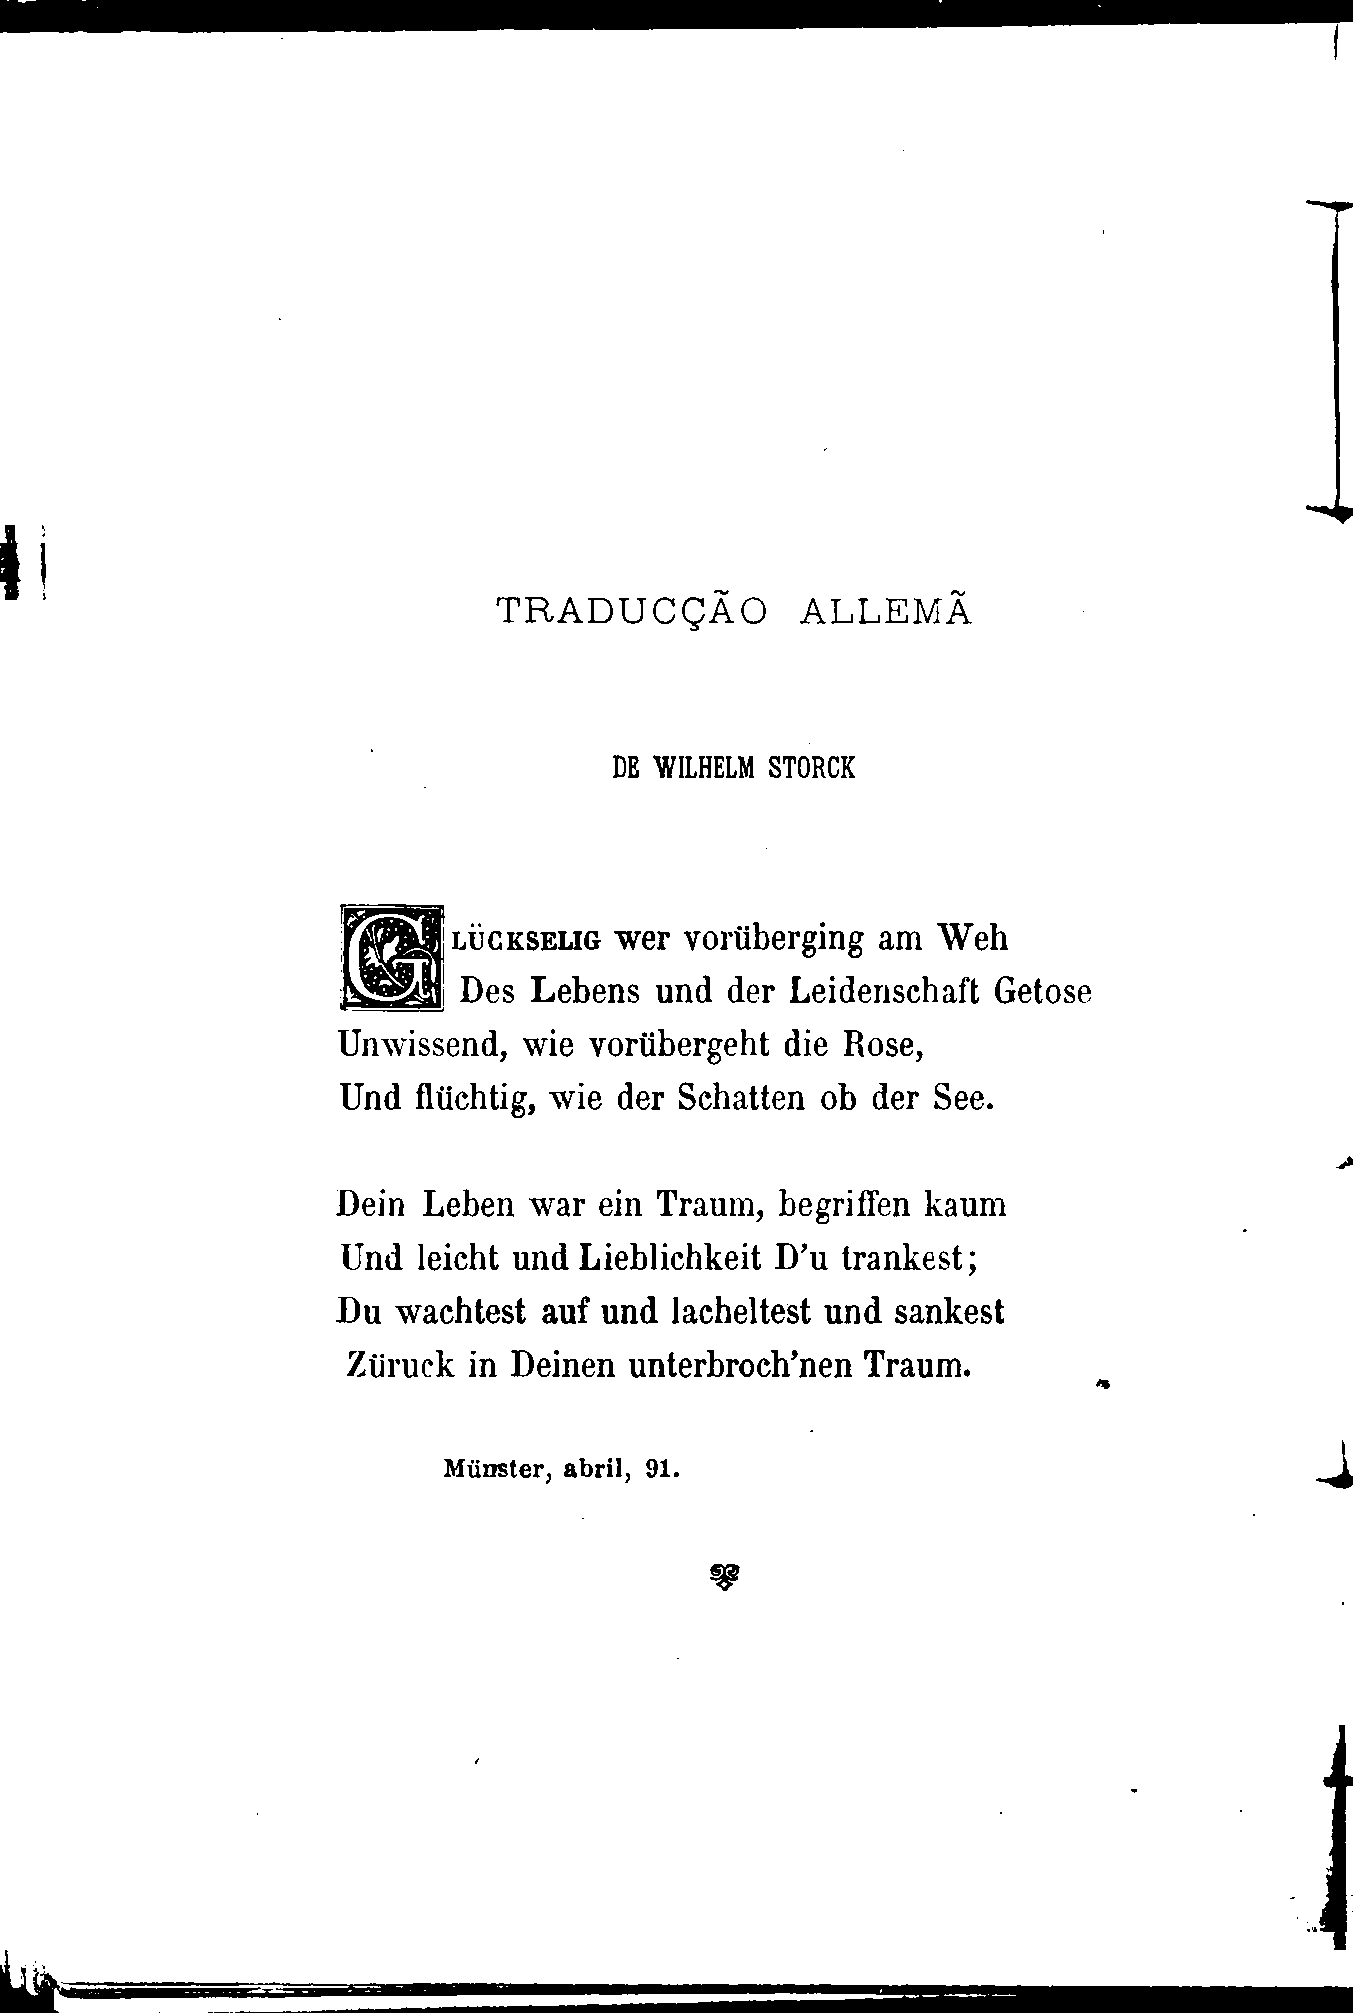 TRADUCÇÃO ALLEMÃ
DE WILHELM STORCK
GLÜCKSELIG wer vorüberging am Weh
Des Lebens und der Leidenschaft Getose
Unwissend, wie vorübergeht die Rose,
Und flüchtig, wie der Schatten ob der See.
Dein Leben war ein Traum, begriffen kaum
Und leicht und Lieblichkeit D'u trankest;
Du wachtest auf und lacheltest und sankest
Züruck in Deinen unterbroch'nen Traum.
Münster, abril, 91.